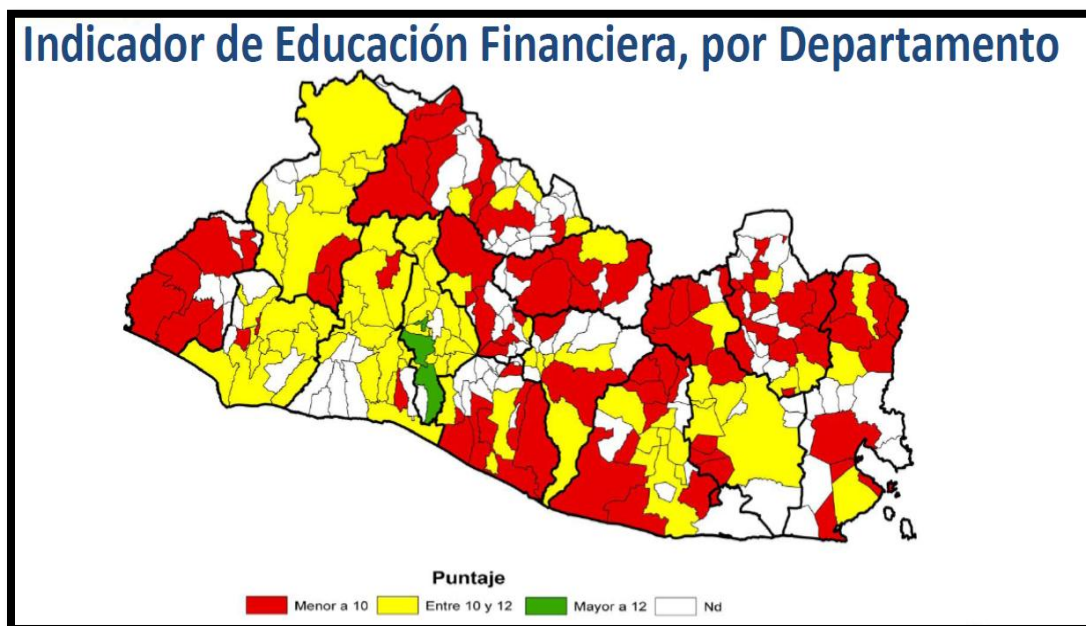 Indicador de Educación Financiera, por Departamento
Puntaje
Menor a 10 Entre 10 y 12 Mayor a 12 Nd